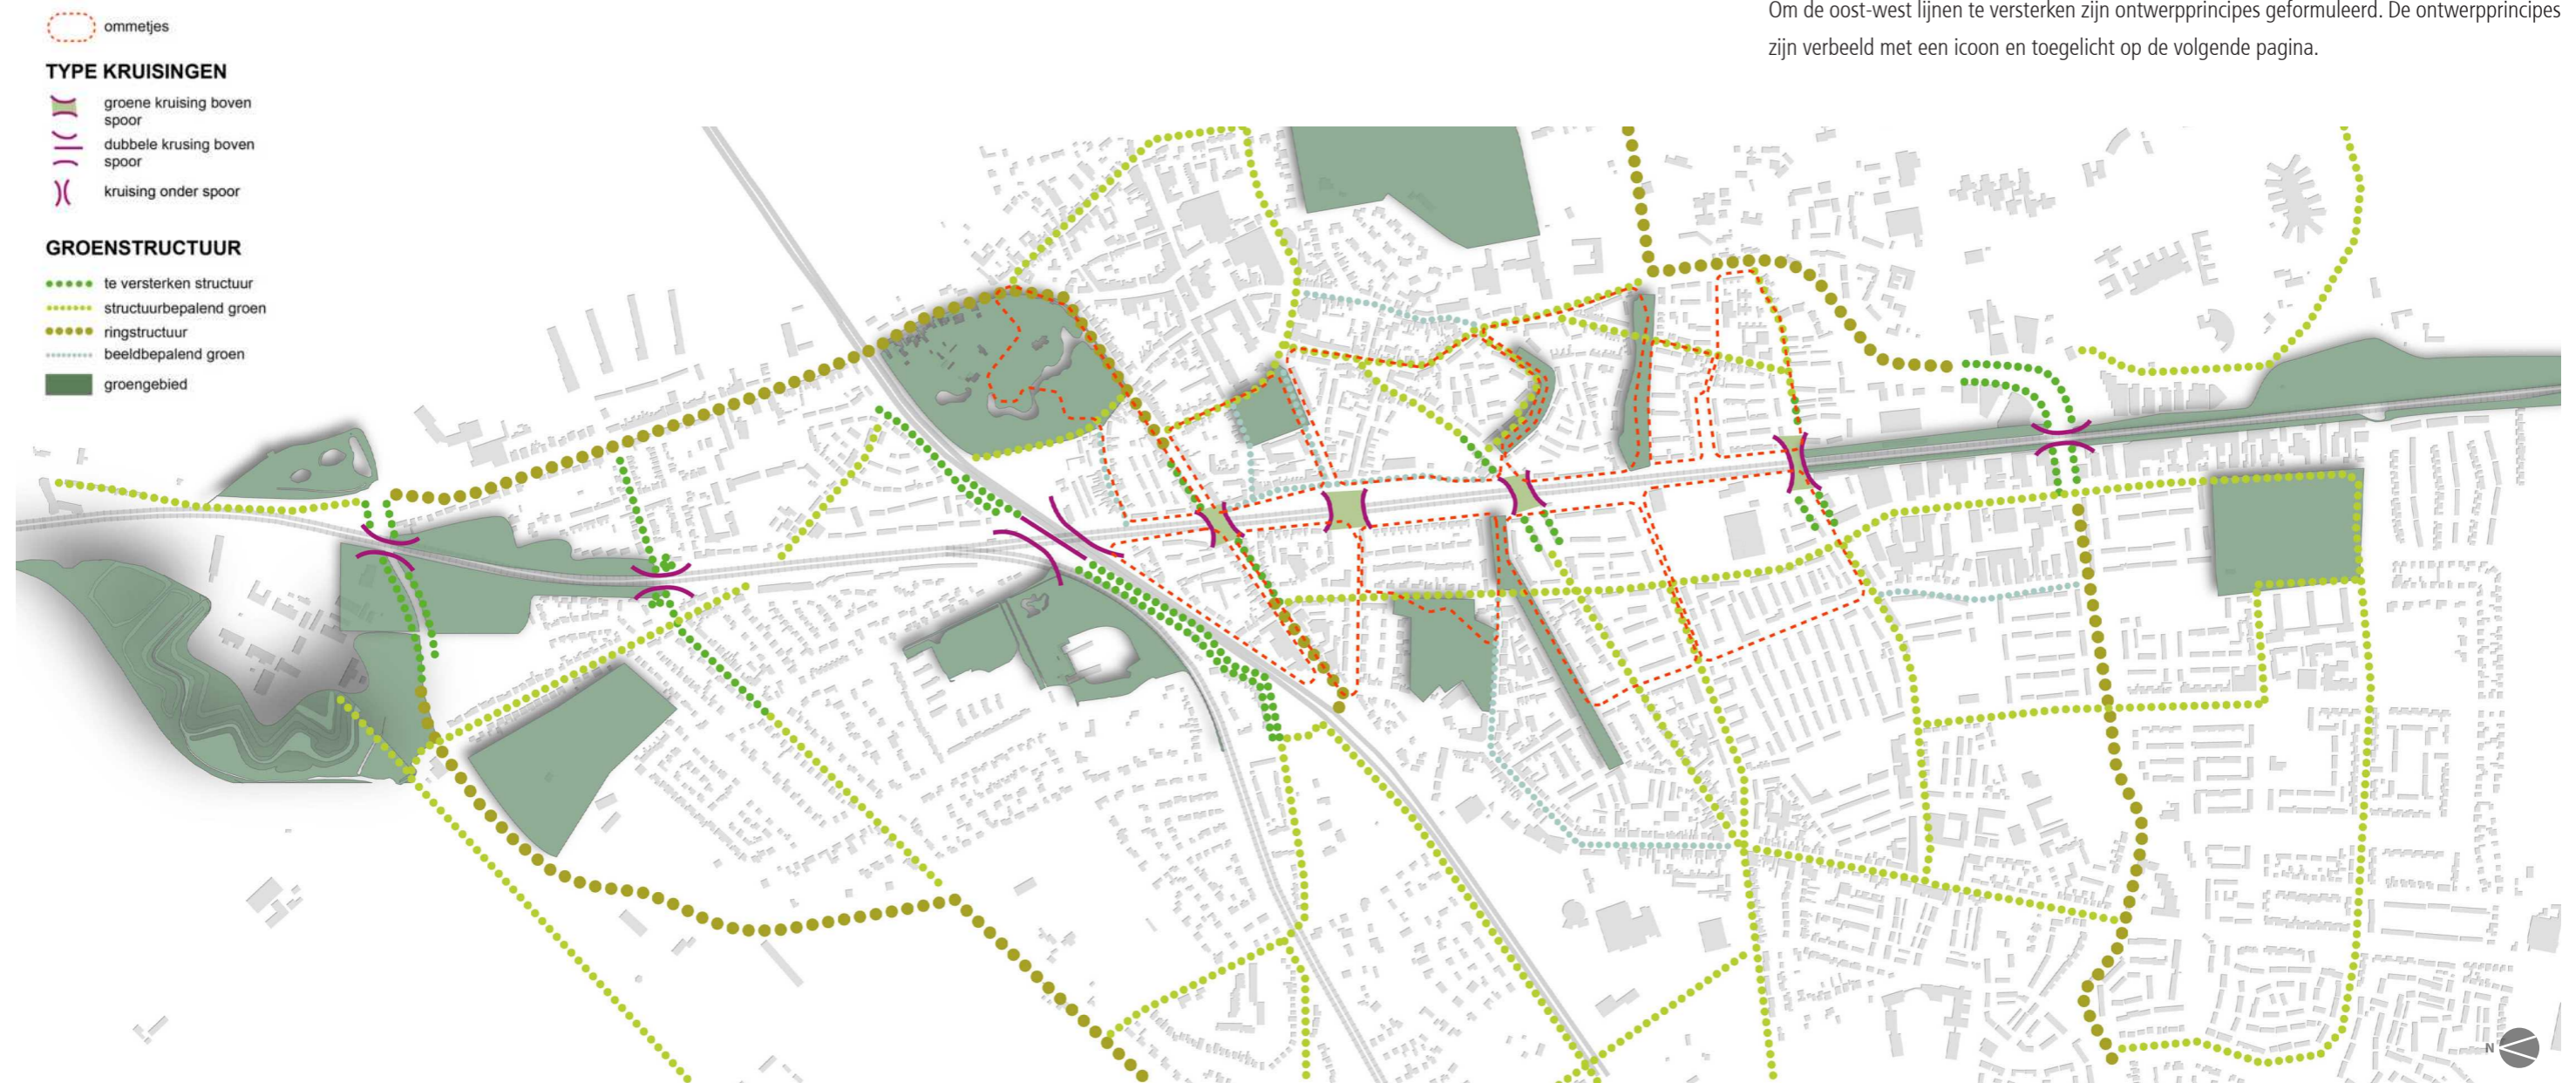 Om de oost-west lijnen te versterken zijn ontwerpprincipes geformuleerd. De ontwerpprincipes
zijn verbeeld met een icoon en toegelicht op de volgende pagina.
ommetjes
TYPE KRUISINGEN
groene kruising boven
spoor
dubbele krusing boven
spoor
kruising onder spoor
GROENSTRUCTUUR
te versterken structuur
structuurbepalend groen
ringstructuur
beeldbepalend groen
groengebied
N